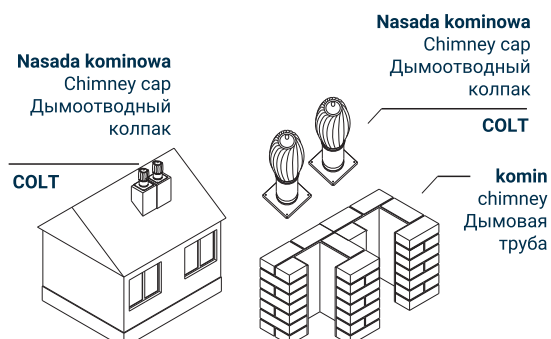 Nasada kominowa
Chimney cap
Дымоотводный
колпак
COLT
Nasada kominowa
Chimney cap
Дымоотводный
колпак
COLT
komin
chimney
Дымовая
труба